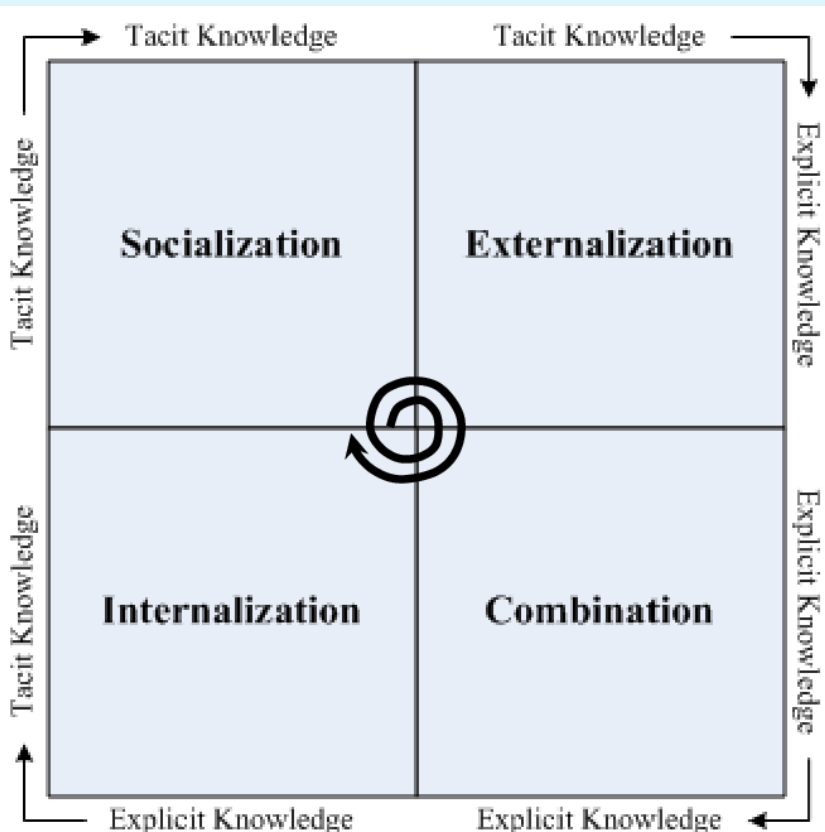 Tacit Knowledge
Tacit Knowledge
Tacit Knowledge
Explicit Knowledge
Socialization
Externalization
Internalization
Combination
Tacit Knowledge
Explicit Knowledge
Explicit Knowledge
Explicit Knowledge